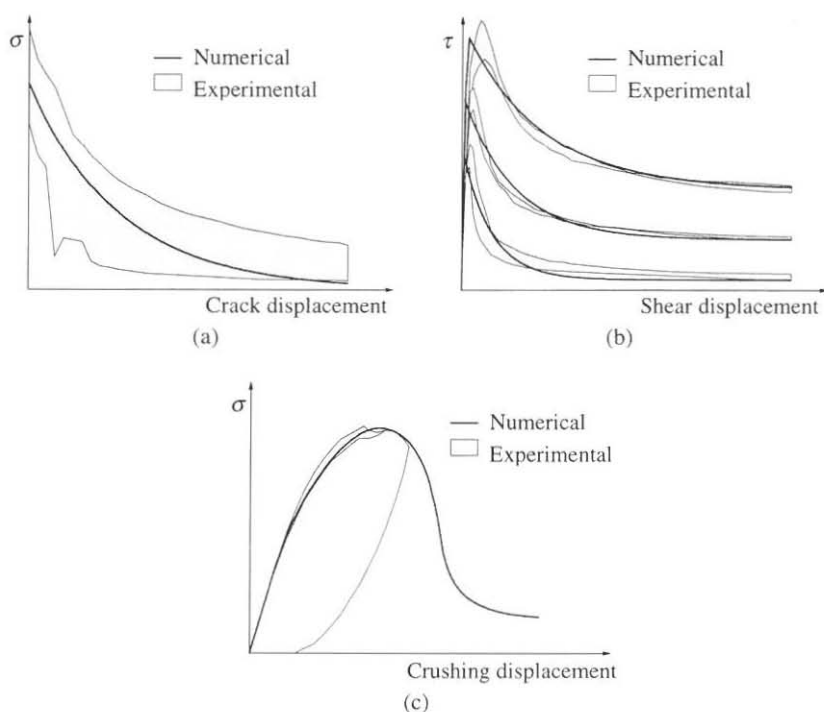 σ
Numerical
Experimental
Crack displacement
(a)
τ
Numerical
Experimental
Shear displacement
(b)
σ
Numerical
Experimental
Crushing displacement
(c)